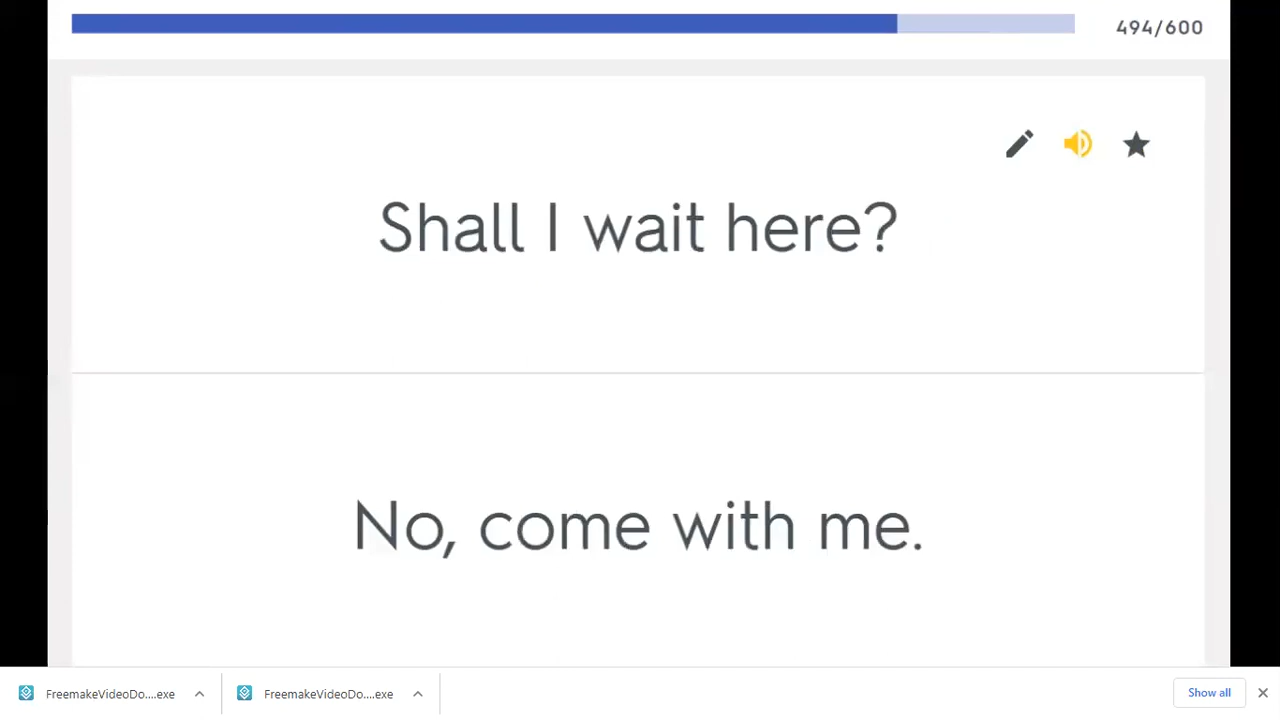 494/600
Shall I wait here?
No, come with me.
FreemakeVideoDo....exe
FreemakeVideoDo....exe
Show all